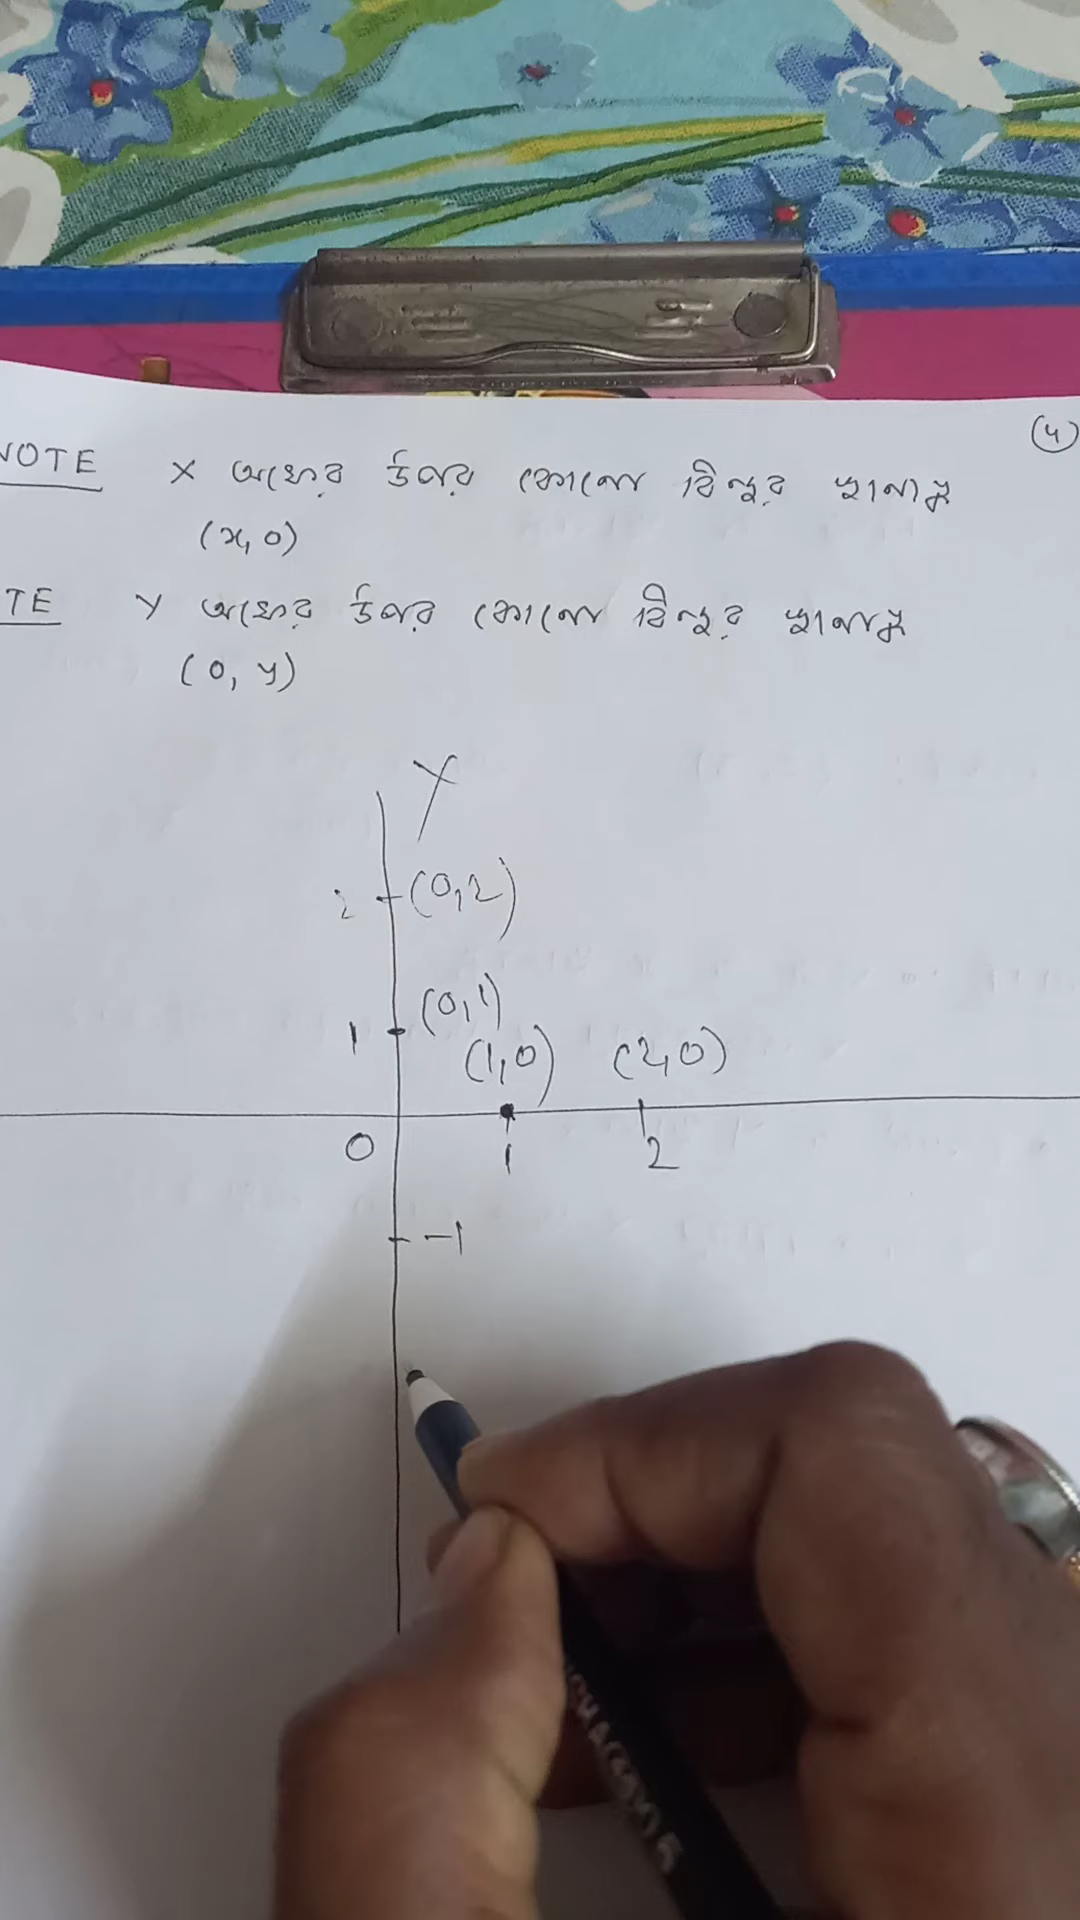 (4)
NOTE X অক্ষের উপর কোনো বিন্দুর স্থানাঙ্ক
(x, 0)
TE Y অক্ষের উপর কোনো বিন্দুর স্থানাঙ্ক
(0, y)
Y
2 (0,2)
1 (0,1)
(1,0) (2,0)
0 1 2
-1